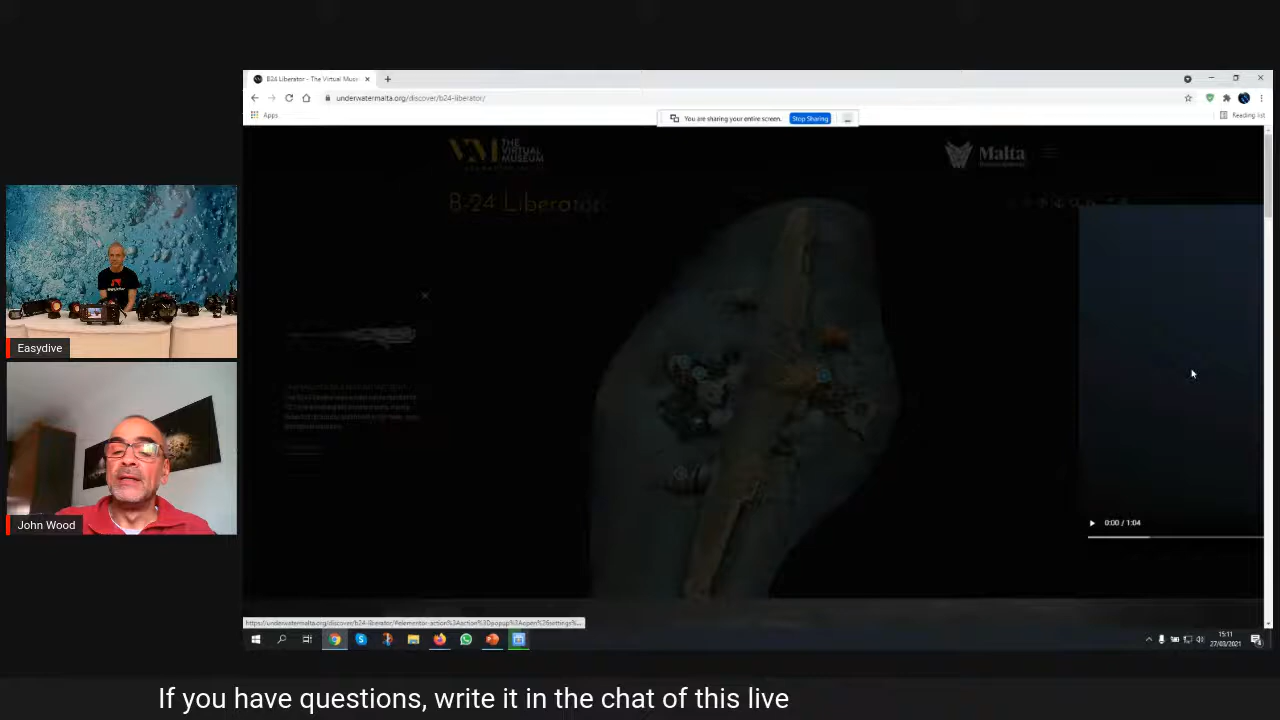 B24 Liberator - The Virtual Muse
underwatermalta.org/discover/b24-liberator/
Apps
You are sharing your entire screen.
Stop Sharing
Reading list
VM THE VIRTUAL MUSEUM
Malta
B-24 Liberator
Easydive
John Wood
0:00 / 1:04
15:11
27/03/2021
If you have questions, write it in the chat of this live